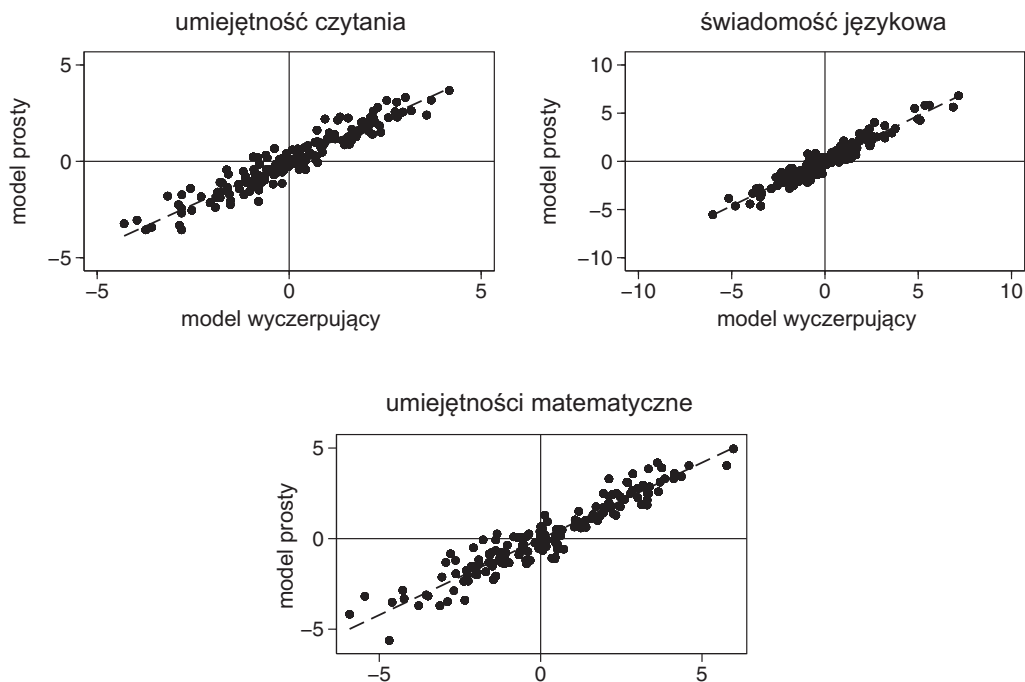 umiejętność czytania
model prosty
5
0
−5
−5
0
5
model wyczerpujący
świadomość językowa
model prosty
10
5
0
−5
−10
−10
−5
0
5
10
model wyczerpujący
umiejętności matematyczne
model prosty
5
0
−5
−5
0
5